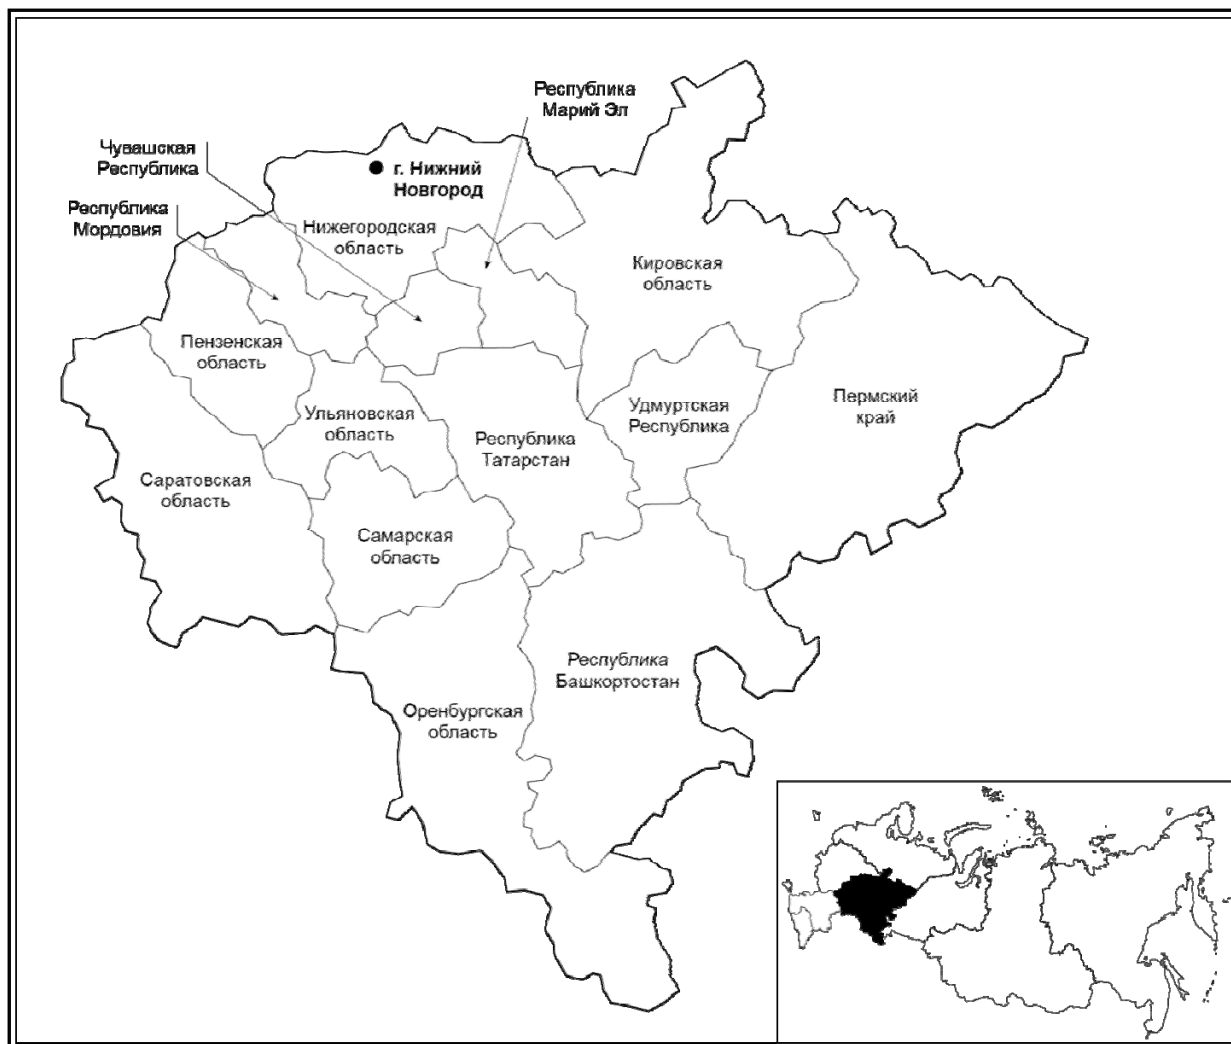 Республика
Марий Эл
Чувашская
Республика
г. Нижний
Новгород
Республика
Мордовия
Нижегородская
область
Кировская
область
Пензенская
область
Ульяновская
область
Удмуртская
Республика
Пермский
край
Республика
Татарстан
Саратовская
область
Самарская
область
Республика
Башкортостан
Оренбургская
область